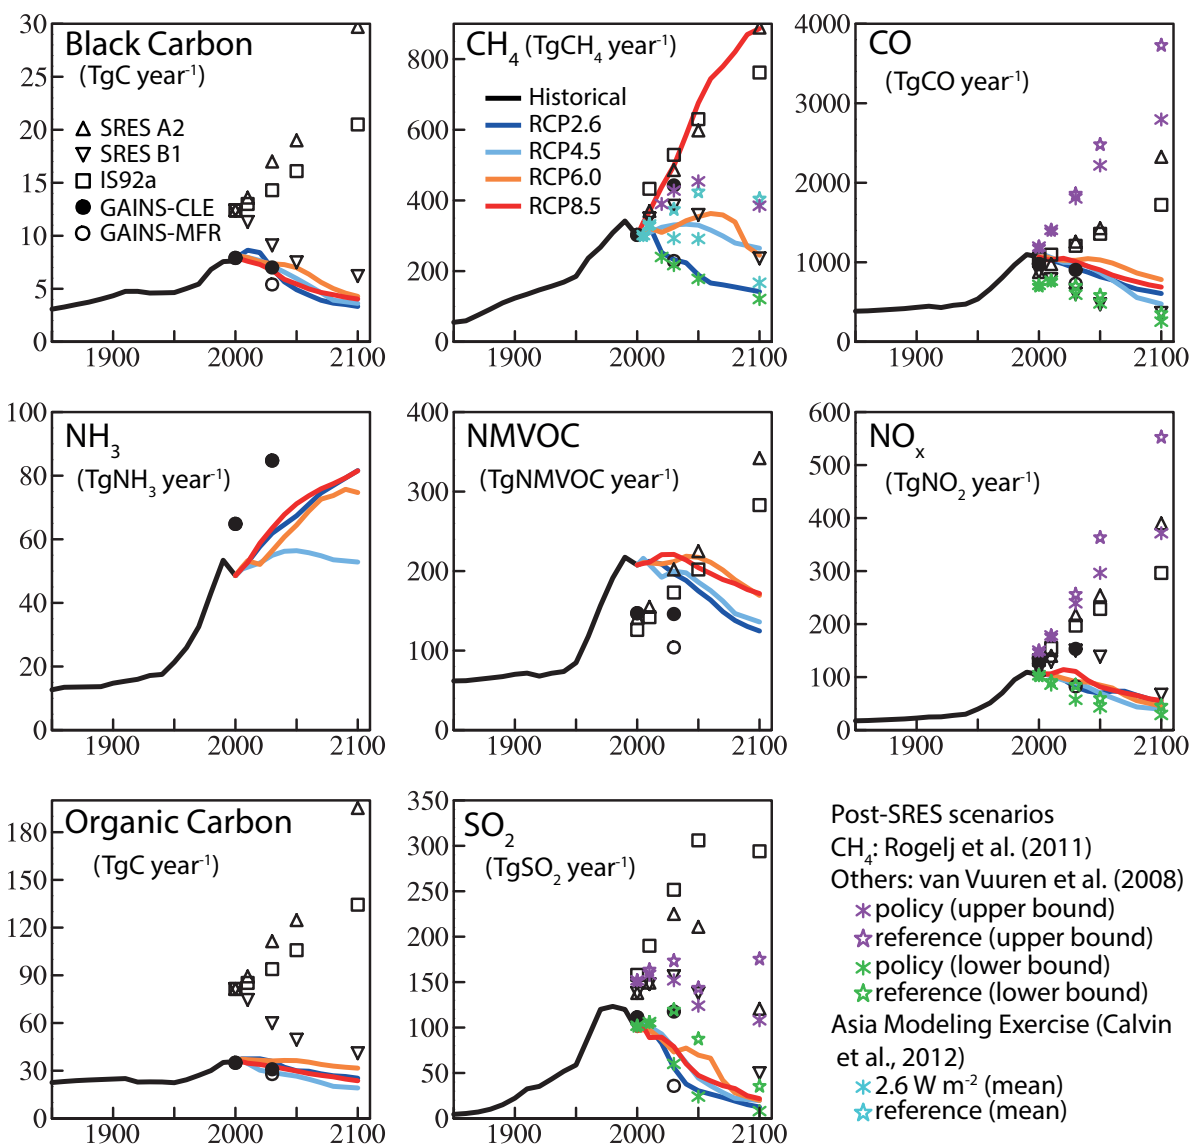 Black Carbon
(TgC year⁻¹)
30
25
20
15
10
5
0
1900
2000
2100
SRES A2
SRES B1
IS92a
GAINS-CLE
GAINS-MFR
CH₄ (TgCH₄ year⁻¹)
800
600
400
200
0
1900
2000
2100
Historical
RCP2.6
RCP4.5
RCP6.0
RCP8.5
CO
(TgCO year⁻¹)
4000
3000
2000
1000
0
1900
2000
2100
NH₃
(TgNH₃ year⁻¹)
100
80
60
40
20
0
1900
2000
2100
NMVOC
(TgNMVOC year⁻¹)
400
300
200
100
0
1900
2000
2100
NOₓ
(TgNO₂ year⁻¹)
600
500
400
300
200
100
0
1900
2000
2100
Organic Carbon
(TgC year⁻¹)
180
150
120
90
60
30
0
1900
2000
2100
SO₂
(TgSO₂ year⁻¹)
350
300
250
200
150
100
50
0
1900
2000
2100
Post-SRES scenarios
CH₄: Rogelj et al. (2011)
Others: van Vuuren et al. (2008)
policy (upper bound)
reference (upper bound)
policy (lower bound)
reference (lower bound)
Asia Modeling Exercise (Calvin
et al., 2012)
2.6 W m⁻² (mean)
reference (mean)